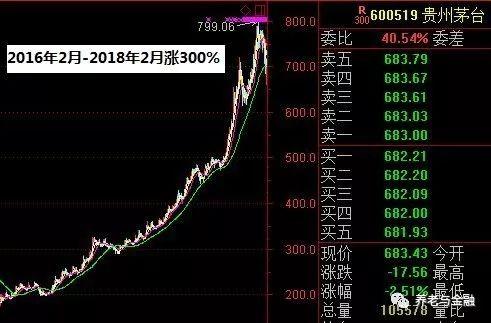 R 300 600519 贵州茅台
799.06
2016年2月-2018年2月涨300%
800.0
700.0
600.0
500.0
400.0
300.0
200.0
委比 40.54% 委差
卖五 683.79
卖四 683.67
卖三 683.61
卖二 683.03
卖一 683.00
买一 682.21
买二 682.20
买三 682.09
买四 682.00
买五 681.93
现价 683.43 今开
涨跌 -17.56 最高
涨幅 -2.51% 最低
总量 105578 量比
养老与金融